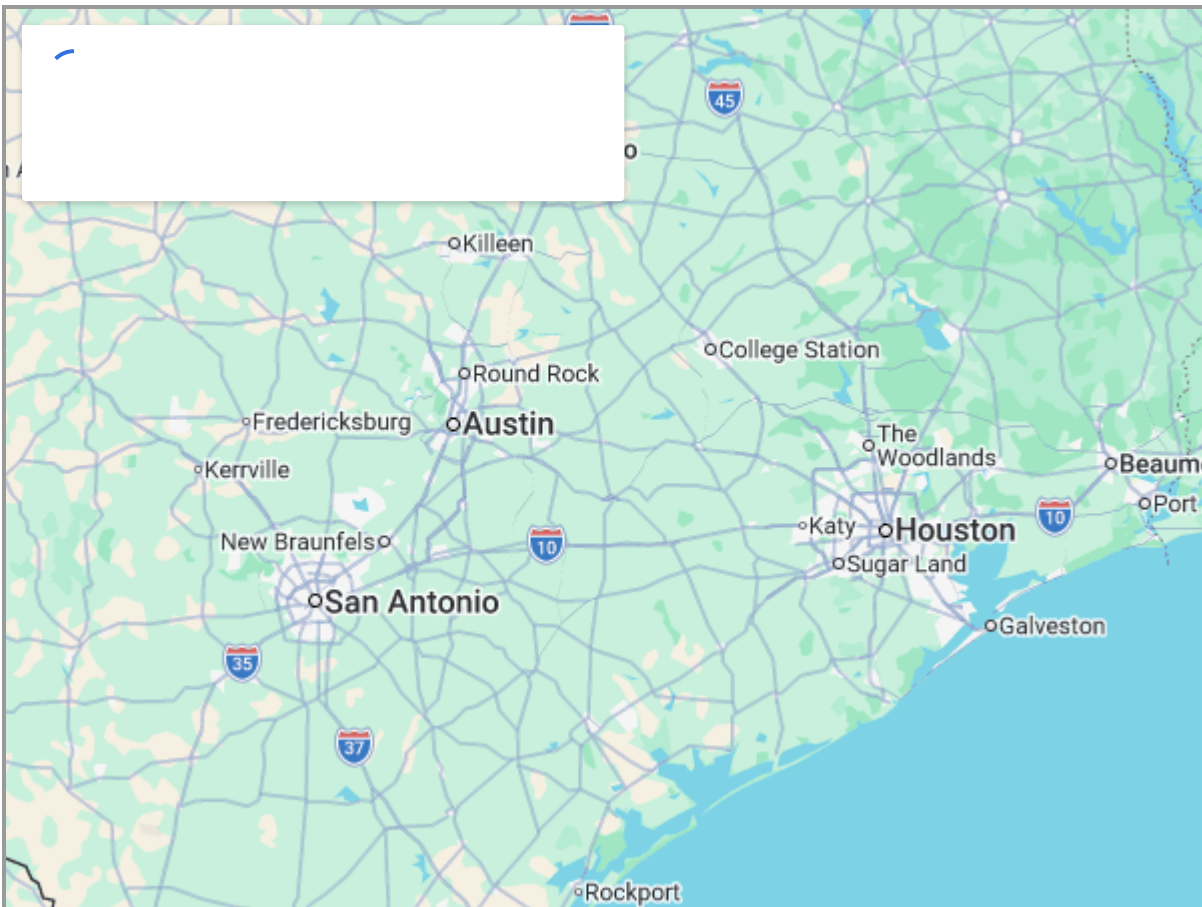 45
Killeen
College Station
Round Rock
Fredericksburg
Austin
The
Woodlands
Kerrville
Beaum
Port
Katy
Houston
New Braunfels
10
10
Sugar Land
San Antonio
Galveston
35
37
Rockport